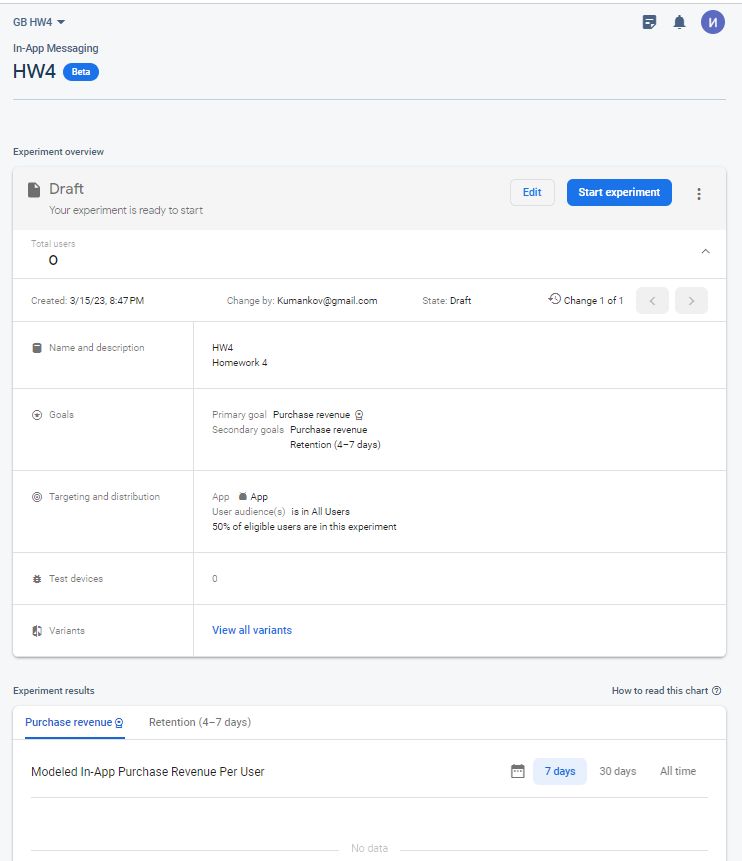 GB HW4
И
In-App Messaging
HW4 Beta
Experiment overview
Draft
Edit
Start experiment
Your experiment is ready to start
Total users
0
Created: 3/15/23, 8:47 PM
Change by: Kumankov@gmail.com
State: Draft
Change 1 of 1
Name and description
HW4
Homework 4
Goals
Primary goal Purchase revenue
Secondary goals Purchase revenue
Retention (4–7 days)
Targeting and distribution
App App
User audience(s) is in All Users
50% of eligible users are in this experiment
Test devices
0
Variants
View all variants
Experiment results
How to read this chart
Purchase revenue
Retention (4–7 days)
Modeled In-App Purchase Revenue Per User
7 days
30 days
All time
No data